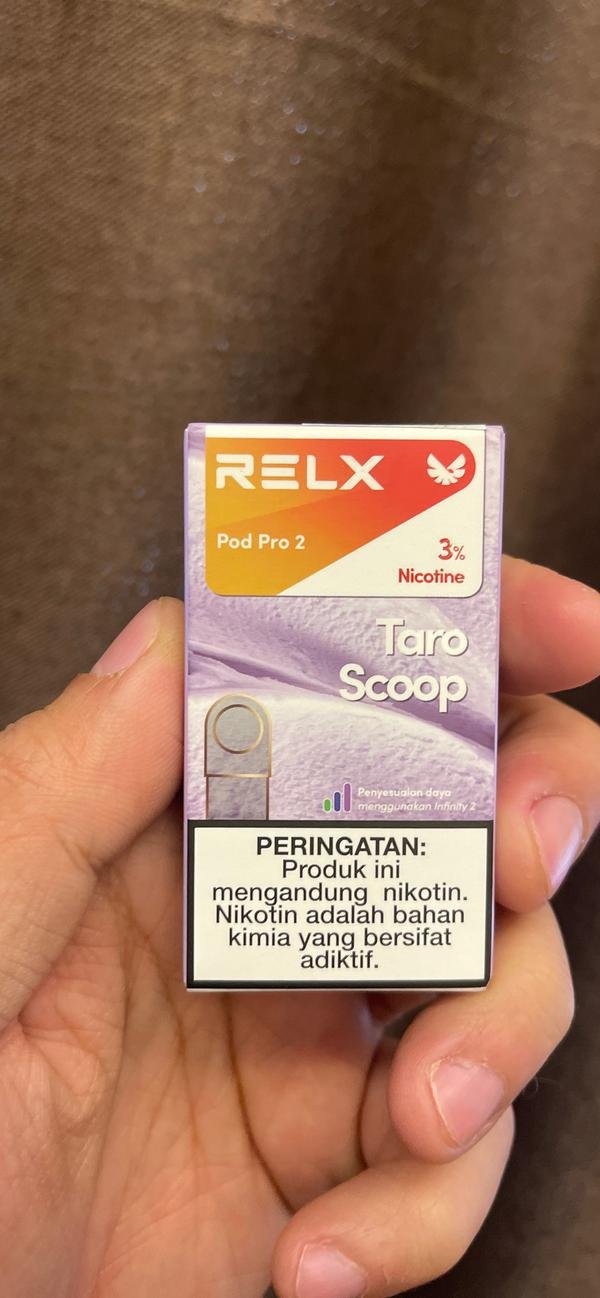 RELX
Pod Pro 2
3%
Nicotine
Taro
Scoop
Penyesuaian daya
menggunakan Infinity 2
PERINGATAN:
Produk ini
mengandung nikotin.
Nikotin adalah bahan
kimia yang bersifat
adiktif.